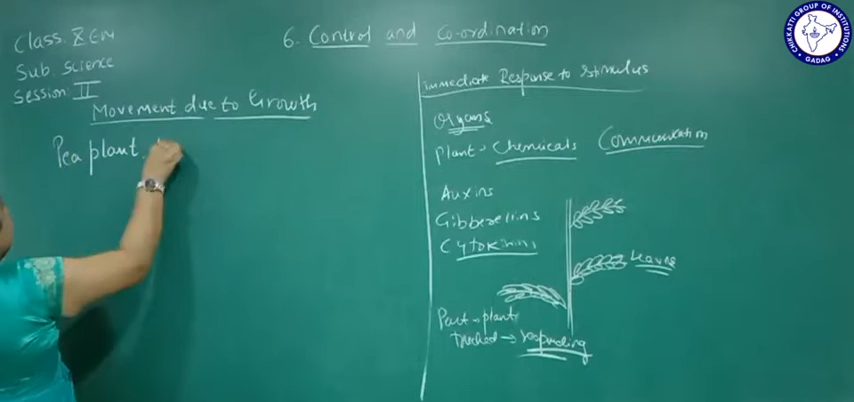 6. Control and Co-ordination
Class: X EM
Sub Science
Session: II
Movement due to Growth
Pea plant.
Immediate Response to Stimulus
Organs
Plant - Chemicals Communication
Auxins
Gibberellins
Cytokinins
Leaves
Part plant
Touched → responding
CHIKKATTI GROUP OF INSTITUTIONS
GADAG